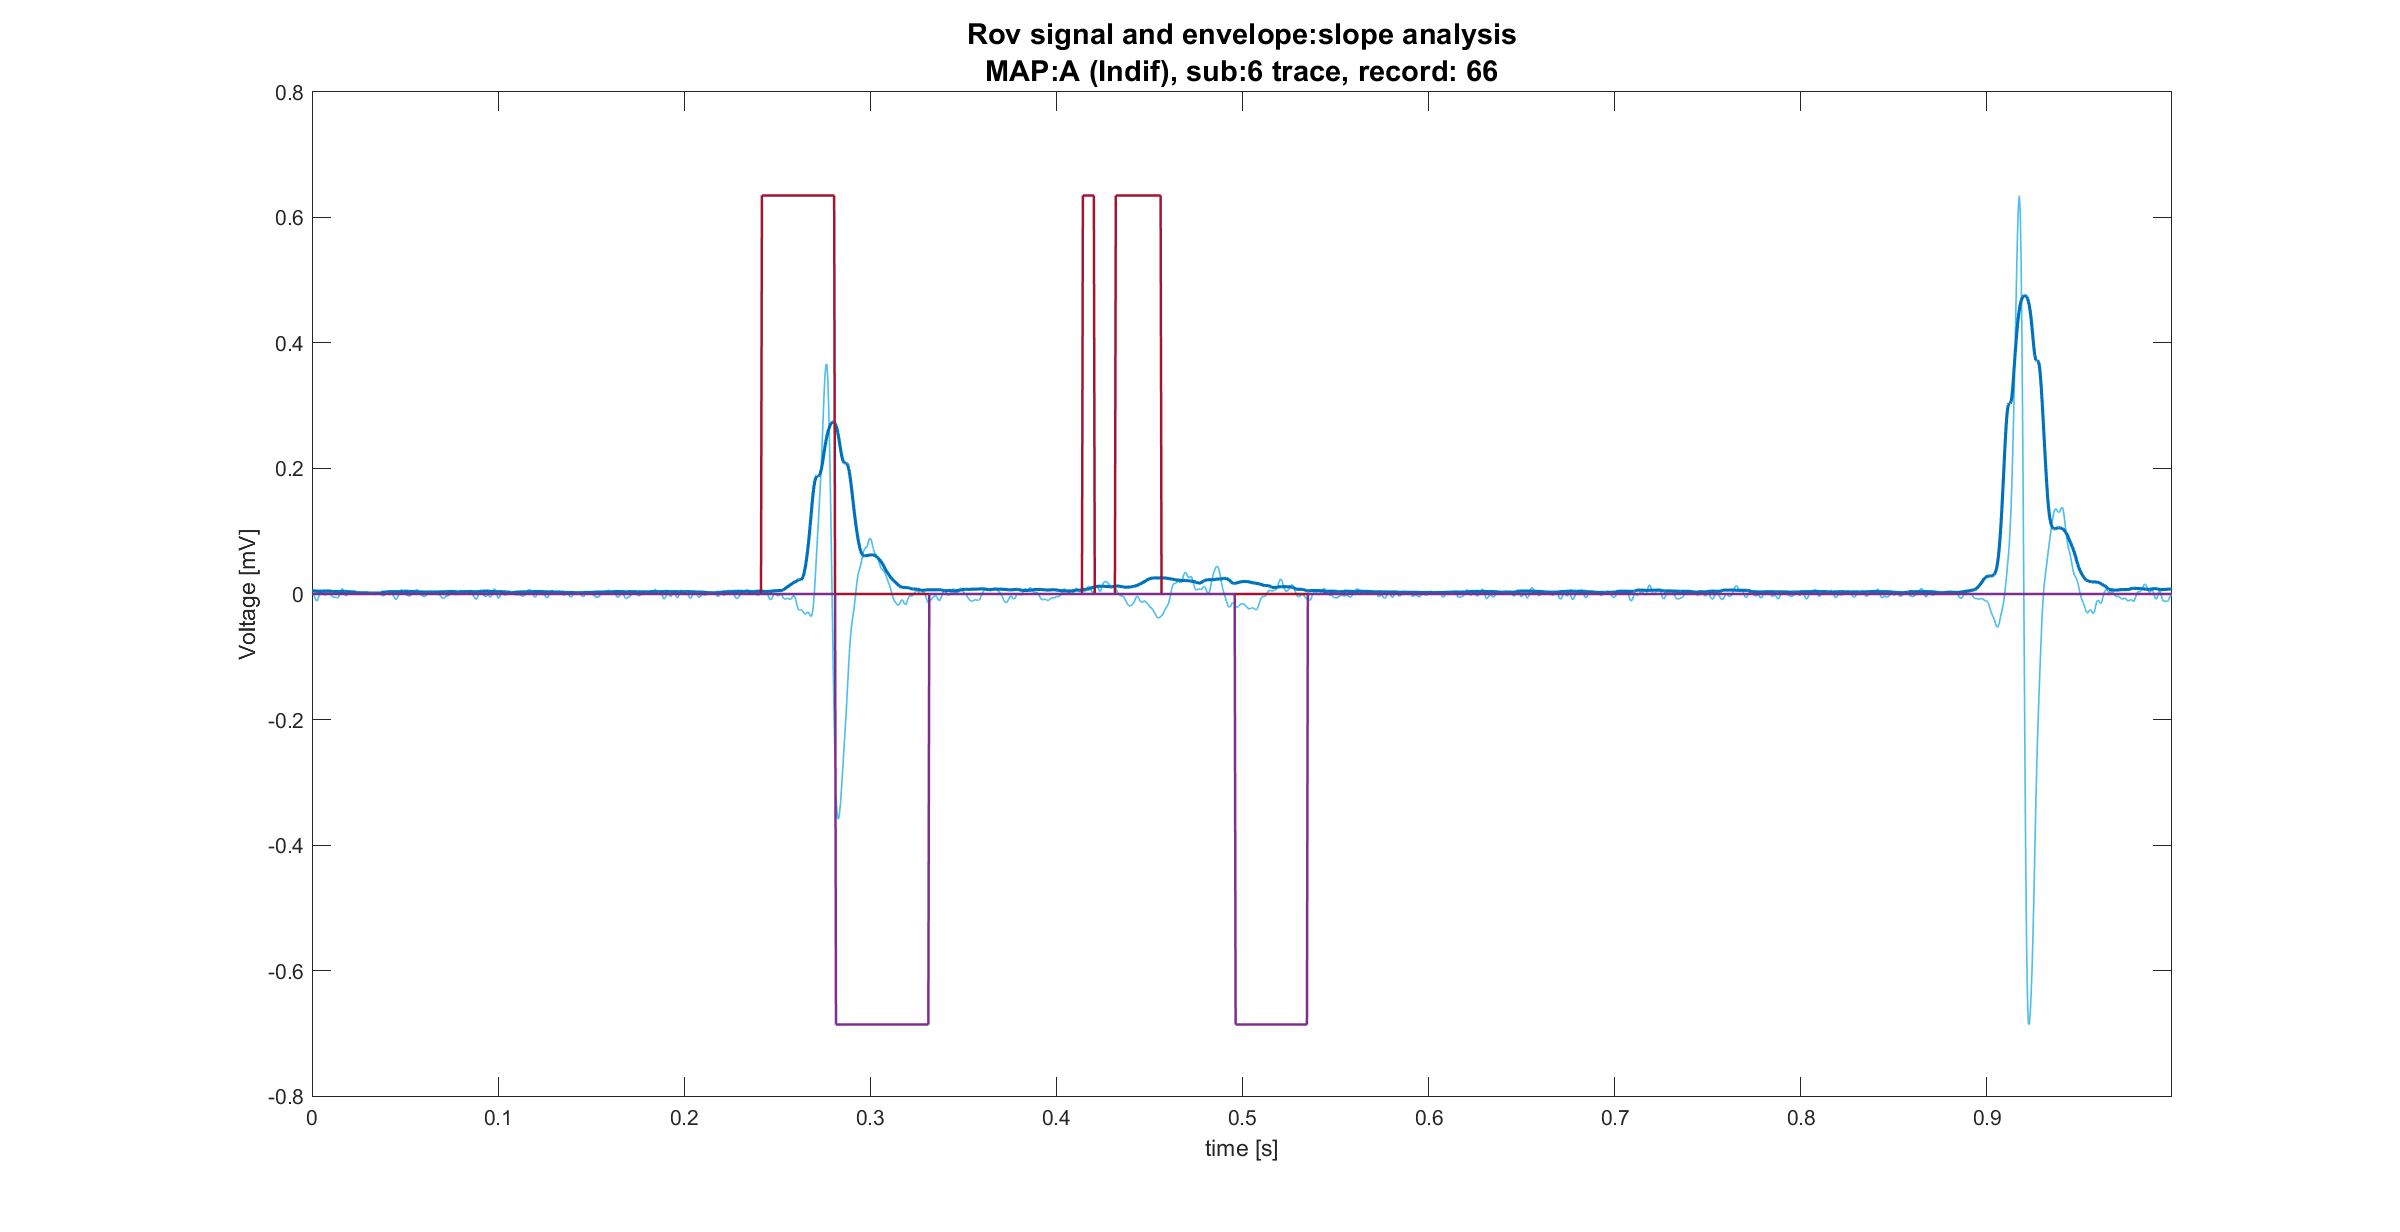 Rov signal and envelope:slope analysis
MAP:A (Indif), sub:6 trace, record: 66
0.8
0.6
0.4
0.2
0
-0.2
-0.4
-0.6
-0.8
Voltage [mV]
0 0.1 0.2 0.3 0.4 0.5 0.6 0.7 0.8 0.9
time [s]